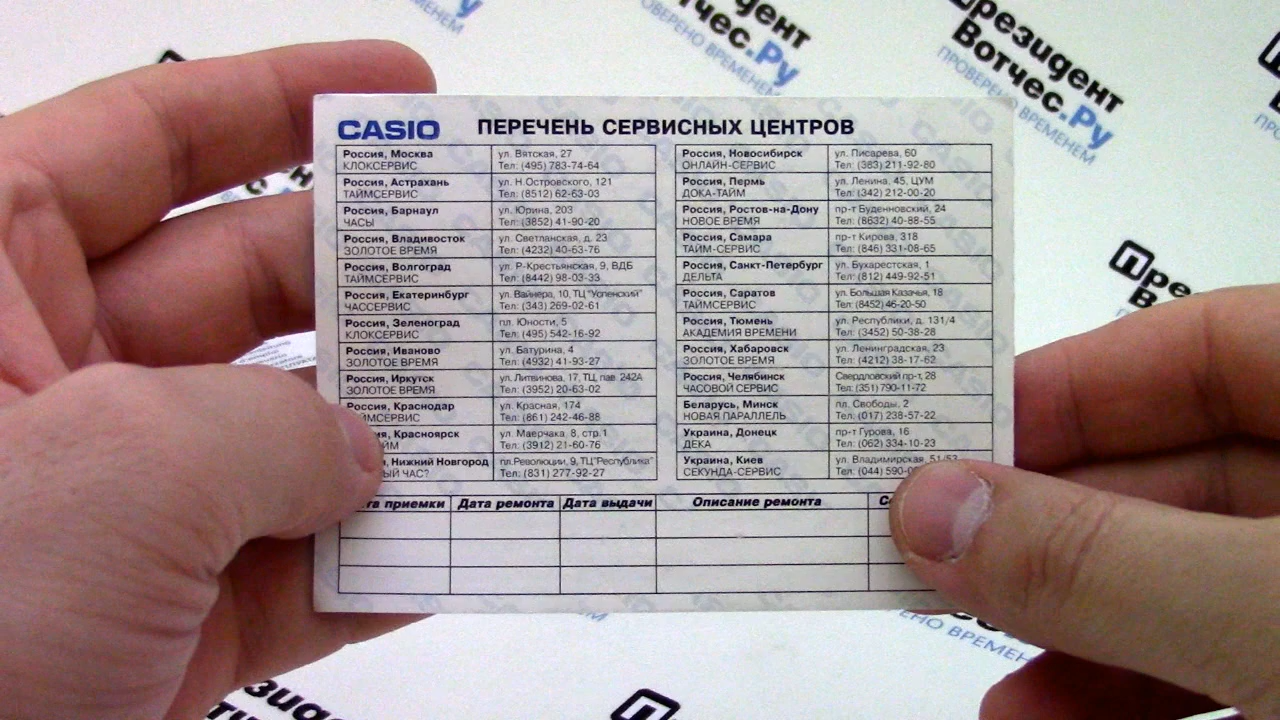 CASIO ПЕРЕЧЕНЬ СЕРВИСНЫХ ЦЕНТРОВ
Россия, Москва ул. Вятская, 27
КЛОКСЕРВИС Тел: (495) 783-74-64
Россия, Астрахань ул. Н.Островского, 121
ТАЙМСЕРВИС Тел: (8512) 62-63-03
Россия, Барнаул ул. Юрина, 203
ЧАСЫ Тел: (3852) 41-90-20
Россия, Владивосток ул. Светланская, д. 23
ЗОЛОТОЕ ВРЕМЯ Тел: (4232) 40-63-76
Россия, Волгоград ул. Р-Крестьянская, 9, ВДБ
ТАЙМСЕРВИС Тел: (8442) 98-03-33
Россия, Екатеринбург ул. Вайнера, 10, ТЦ "Успенский"
ЧАССЕРВИС Тел: (343) 269-02-61
Россия, Зеленоград пл. Юности, 5
КЛОКСЕРВИС Тел: (495) 542-16-92
Россия, Иваново ул. Батурина, 4
ЗОЛОТОЕ ВРЕМЯ Тел: (4932) 41-93-27
Россия, Иркутск ул. Литвинова, 17, ТЦ, пав. 242А
ЗОЛОТОЕ ВРЕМЯ Тел: (3952) 20-63-02
Россия, Краснодар ул. Красная, 174
ЙМСЕРВИС Тел: (861) 242-46-88
ия, Красноярск ул. Маерчака, 8, стр.1
АЙМ Тел: (3912) 21-60-76
, Нижний Новгород пл.Революции, 9, ТЦ"Республика"
ЫЙ ЧАС? Тел: (831) 277-92-27
Россия, Новосибирск ул. Писарева, 60
ОНЛАЙН-СЕРВИС Тел: (383) 211-92-80
Россия, Пермь ул. Ленина, 45, ЦУМ
ДОКА-ТАЙМ Тел: (342) 212-00-20
Россия, Ростов-на-Дону пр-т Буденновский, 24
НОВОЕ ВРЕМЯ Тел: (8632) 40-88-55
Россия, Самара пр-т Кирова, 318
ТАЙМ-СЕРВИС Тел: (846) 331-08-65
Россия, Санкт-Петербург ул. Бухарестская, 1
ДЕЛЬТА Тел: (812) 449-92-51
Россия, Саратов ул. Большая Казачья, 18
ТАЙМСЕРВИС Тел: (8452) 46-20-50
Россия, Тюмень ул. Республики, д. 131/4
АКАДЕМИЯ ВРЕМЕНИ Тел: (3452) 50-38-28
Россия, Хабаровск ул. Ленинградская, 23
ЗОЛОТОЕ ВРЕМЯ Тел: (4212) 38-17-62
Россия, Челябинск Свердловский пр-т, 28
ЧАСОВОЙ СЕРВИС Тел: (351) 790-11-72
Беларусь, Минск пл. Свободы, 2
НОВАЯ ПАРАЛЛЕЛЬ Тел: (017) 238-57-22
Украина, Донецк пр-т Гурова, 16
ДЕКА Тел: (062) 334-10-23
Украина, Киев ул. Владимирская, 51/53
СЕКУНДА-СЕРВИС Тел: (044) 590-0
та приемки Дата ремонта Дата выдачи Описание ремонта
Президент
Вотчес.Ру
ПРОВЕРЕНО ВРЕМЕНЕМ